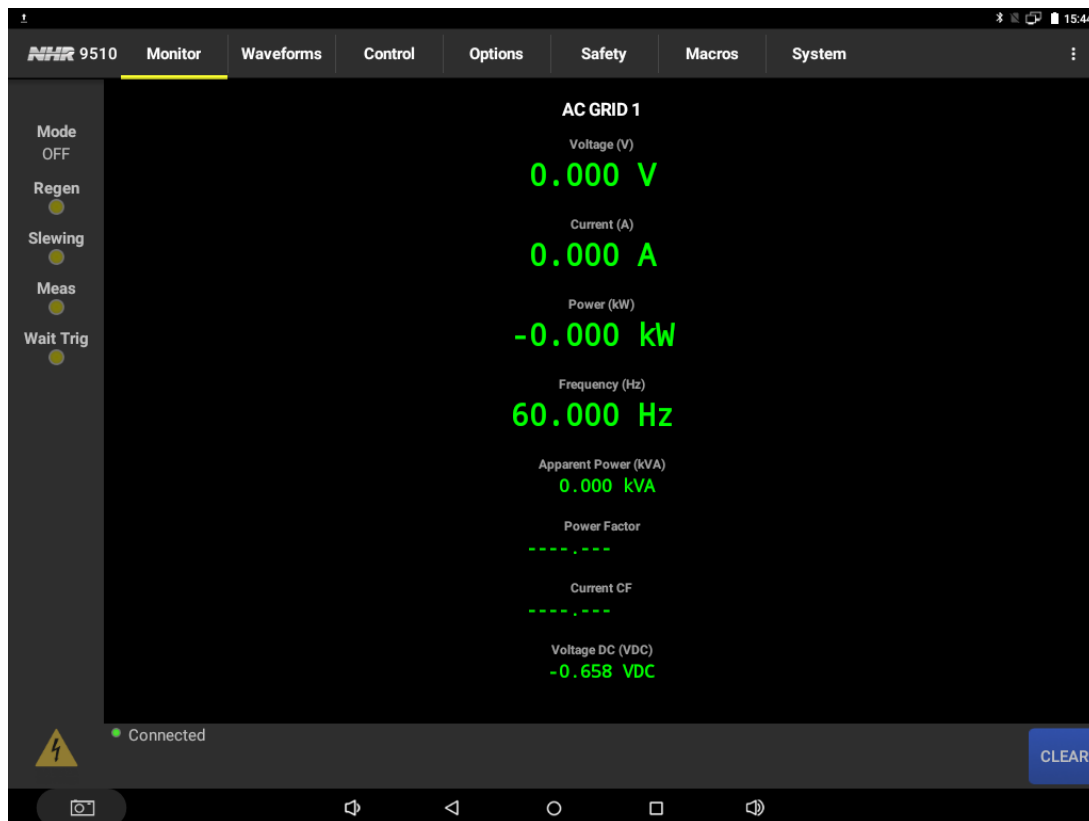 15:44
NHR 9510 Monitor Waveforms Control Options Safety Macros System
Mode
OFF
Regen
Slewing
Meas
Wait Trig
AC GRID 1
Voltage (V)
0.000 V
Current (A)
0.000 A
Power (kW)
-0.000 kW
Frequency (Hz)
60.000 Hz
Apparent Power (kVA)
0.000 kVA
Power Factor
----.---
Current CF
----.---
Voltage DC (VDC)
-0.658 VDC
Connected
CLEAR